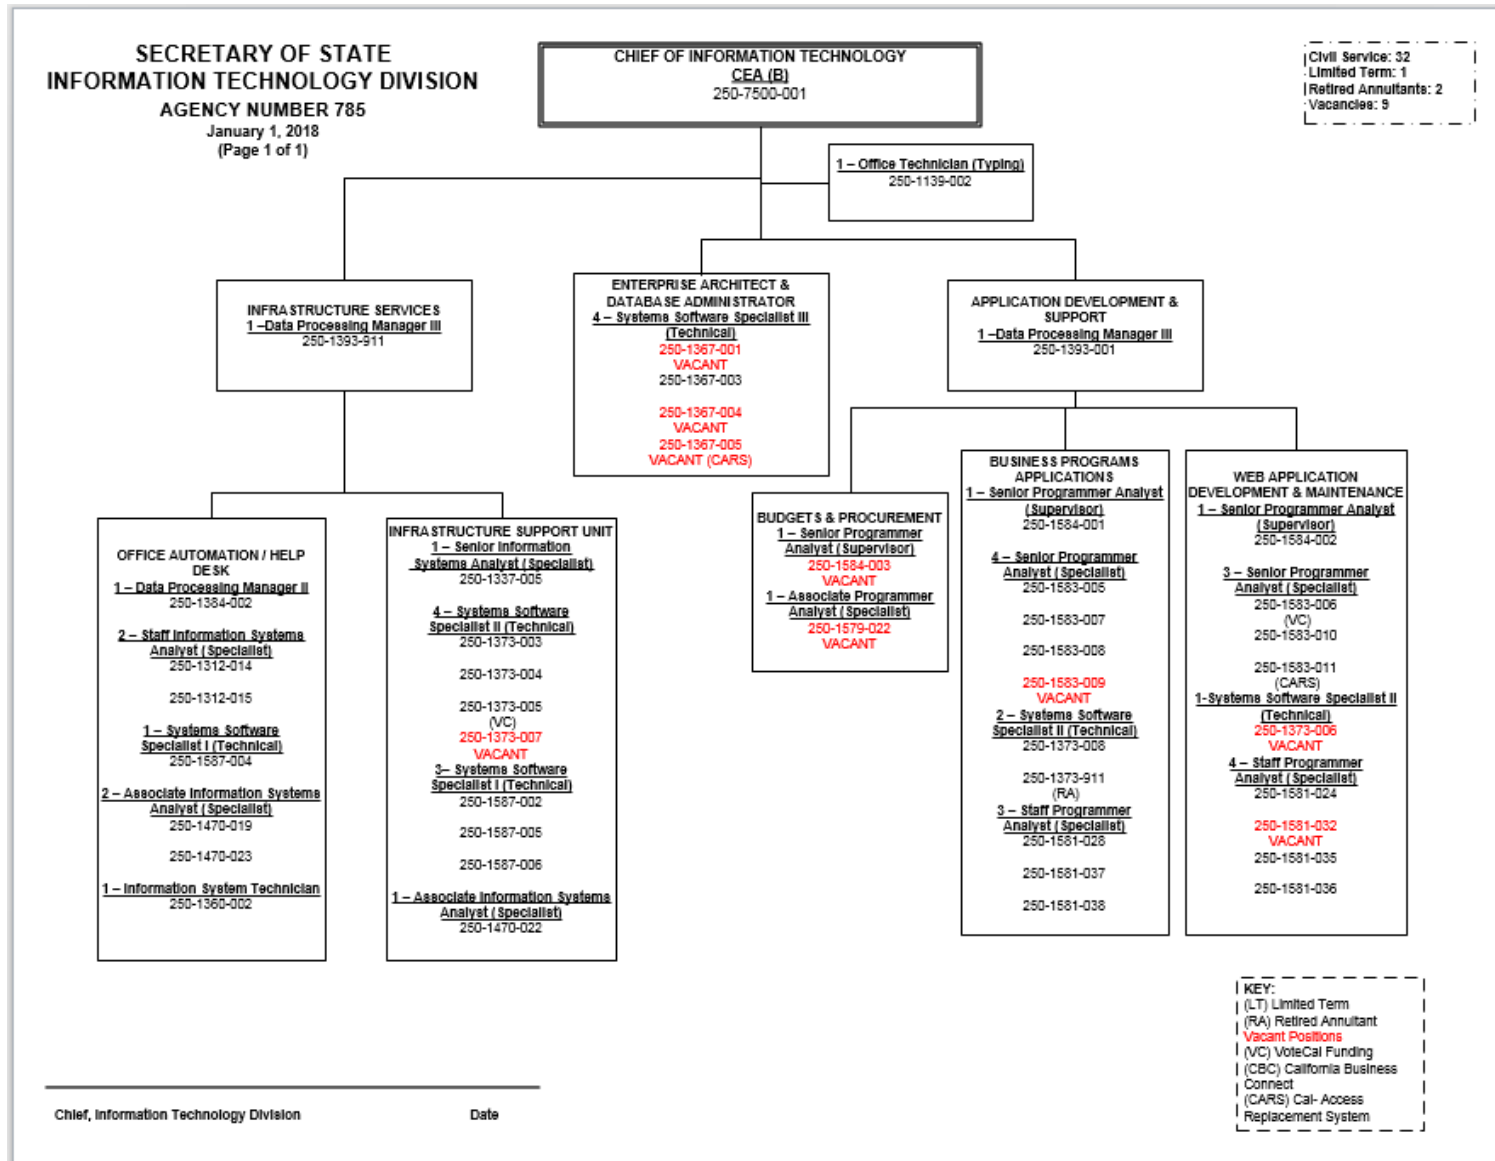 SECRETARY OF STATE
INFORMATION TECHNOLOGY DIVISION
AGENCY NUMBER 785
January 1, 2018
(Page 1 of 1)
CHIEF OF INFORMATION TECHNOLOGY
CEA (B)
250-7500-001
Civil Service: 32
Limited Term: 1
Retired Annuitants: 2
Vacancies: 9
1 – Office Technician (Typing)
250-1139-002
INFRASTRUCTURE SERVICES
1 –Data Processing Manager III
250-1393-911
ENTERPRISE ARCHITECT &
DATABASE ADMINISTRATOR
4 – Systems Software Specialist III
(Technical)
250-1367-001
VACANT
250-1367-003
250-1367-004
VACANT
250-1367-005
VACANT (CARS)
APPLICATION DEVELOPMENT &
SUPPORT
1 –Data Processing Manager III
250-1393-001
OFFICE AUTOMATION / HELP
DESK
1 – Data Processing Manager II
250-1384-002
2 – Staff Information Systems
Analyst (Specialist)
250-1312-014
250-1312-015
1 – Systems Software
Specialist I (Technical)
250-1587-004
2 – Associate Information Systems
Analyst (Specialist)
250-1470-019
250-1470-023
1 – Information System Technician
250-1360-002
INFRASTRUCTURE SUPPORT UNIT
1 – Senior Information
Systems Analyst (Specialist)
250-1337-005
4 – Systems Software
Specialist II (Technical)
250-1373-003
250-1373-004
250-1373-005
(VC)
250-1373-007
VACANT
3– Systems Software
Specialist I (Technical)
250-1587-002
250-1587-005
250-1587-006
1 – Associate Information Systems
Analyst (Specialist)
250-1470-022
BUDGETS & PROCUREMENT
1 – Senior Programmer
Analyst (Supervisor)
250-1584-003
VACANT
1 – Associate Programmer
Analyst (Specialist)
250-1579-022
VACANT
BUSINESS PROGRAMS
APPLICATIONS
1 – Senior Programmer Analyst
(Supervisor)
250-1584-001
4 – Senior Programmer
Analyst (Specialist)
250-1583-005
250-1583-007
250-1583-008
250-1583-009
VACANT
2 – Systems Software
Specialist II (Technical)
250-1373-008
250-1373-911
(RA)
3 – Staff Programmer
Analyst (Specialist)
250-1581-028
250-1581-037
250-1581-038
WEB APPLICATION
DEVELOPMENT & MAINTENANCE
1 – Senior Programmer Analyst
(Supervisor)
250-1584-002
3 – Senior Programmer
Analyst (Specialist)
250-1583-006
(VC)
250-1583-010
250-1583-011
(CARS)
1-Systems Software Specialist II
(Technical)
250-1373-006
VACANT
4 – Staff Programmer
Analyst (Specialist)
250-1581-024
250-1581-032
VACANT
250-1581-035
250-1581-036
KEY:
(LT) Limited Term
(RA) Retired Annuitant
Vacant Positions
(VC) VoteCal Funding
(CBC) California Business
Connect
(CARS) Cal- Access
Replacement System
Chief, Information Technology Division Date